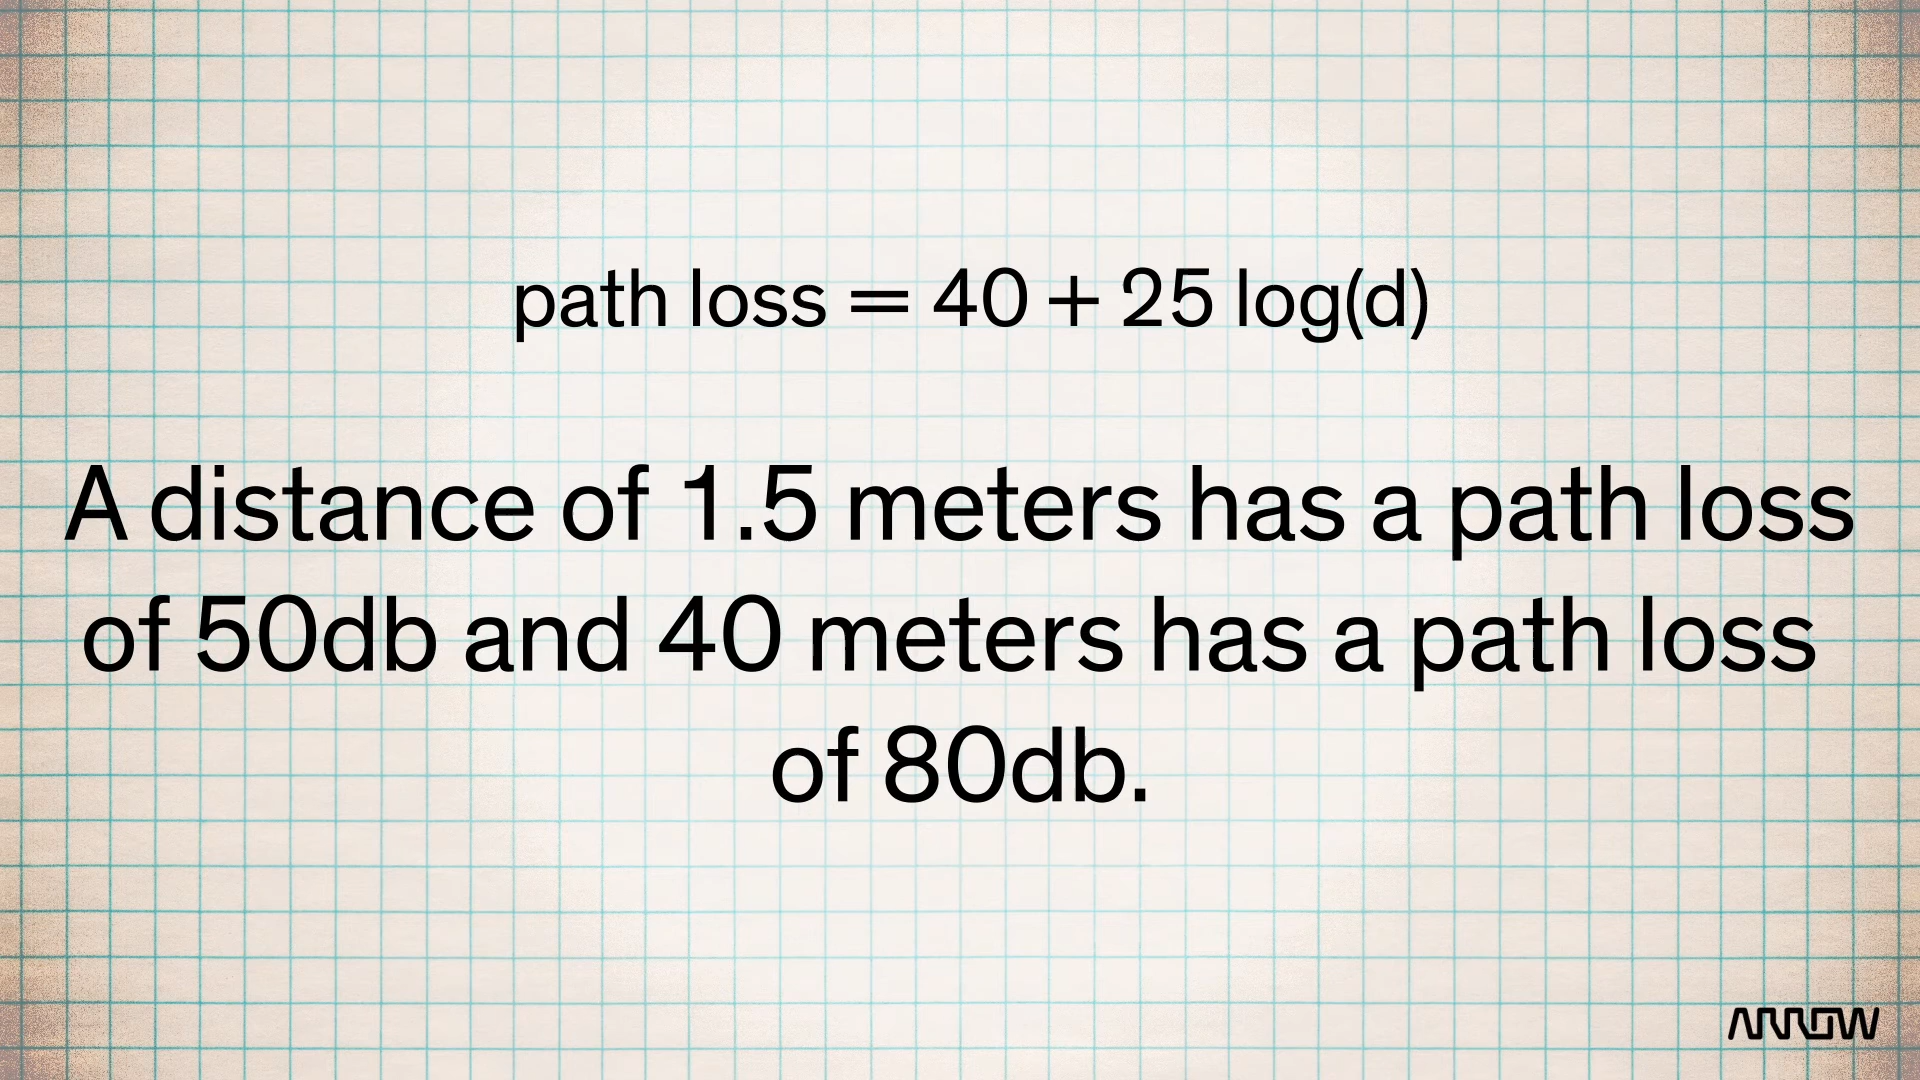 path loss = 40 + 25 log(d)
A distance of 1.5 meters has a path loss
of 50db and 40 meters has a path loss
of 80db.
ARROW